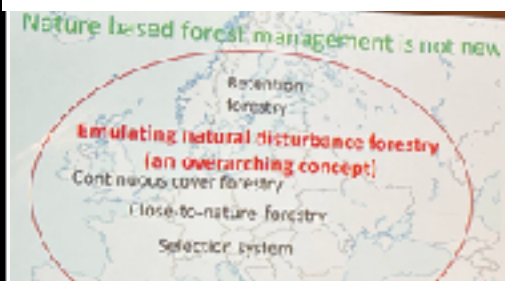 Nature based forest management is not new
Retention
forestry
Emulating natural disturbance forestry
(an overarching concept)
Continuous cover forestry
Close-to-nature forestry
Selection system